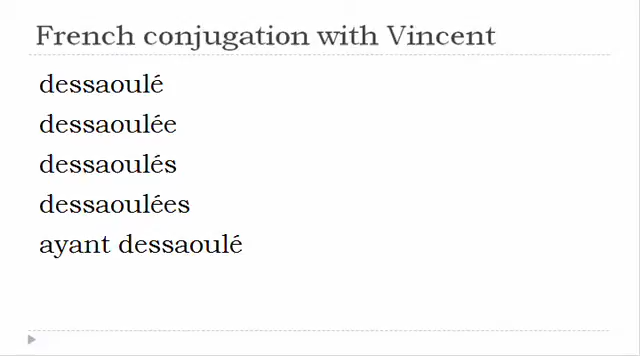 French conjugation with Vincent
dessaoulé
dessaoulée
dessaoulés
dessaoulées
ayant dessaoulé